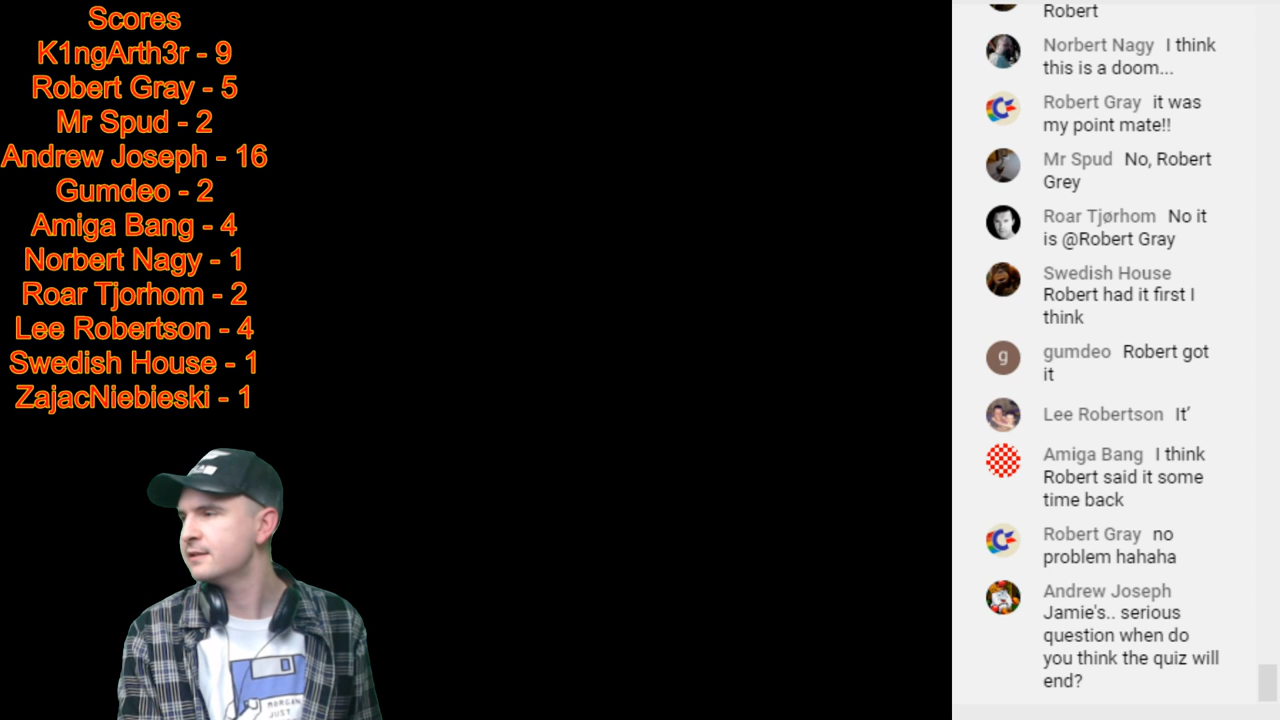 Scores
K1ngArth3r - 9
Robert Gray - 5
Mr Spud - 2
Andrew Joseph - 16
Gumdeo - 2
Amiga Bang - 4
Norbert Nagy - 1
Roar Tjorhom - 2
Lee Robertson - 4
Swedish House - 1
ZajacNiebieski - 1
MORGAN
JUST
Robert
Norbert Nagy I think
this is a doom...
Robert Gray it was
my point mate!!
Mr Spud No, Robert
Grey
Roar Tjørhom No it
is @Robert Gray
Swedish House
Robert had it first I
think
g
gumdeo Robert got
it
Lee Robertson It’
Amiga Bang I think
Robert said it some
time back
Robert Gray no
problem hahaha
Andrew Joseph
Jamie's.. serious
question when do
you think the quiz will
end?